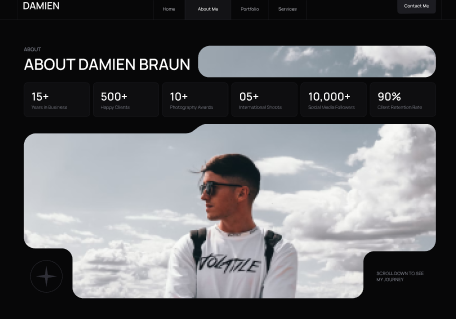 DAMIEN
Home
About Me
Portfolio
Services
Contact Me
ABOUT
ABOUT DAMIEN BRAUN
15+
Years in Business
500+
Happy Clients
10+
Photography Awards
05+
International Shoots
10,000+
Social Media Followers
90%
Client Retention Rate
VOLATILE
SCROLL DOWN TO SEE
MY JOURNEY